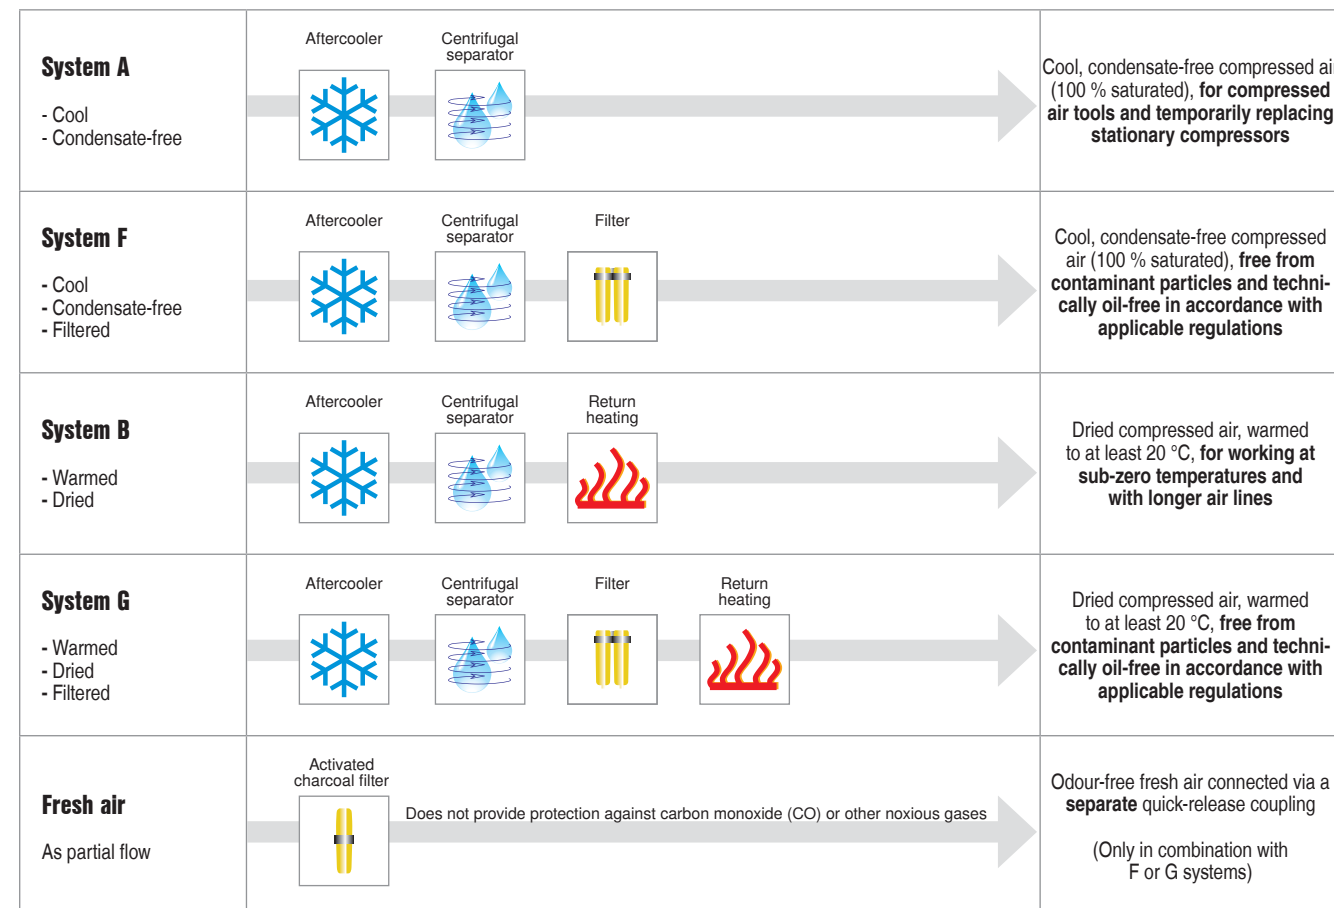 System A
- Cool
- Condensate-free
Aftercooler
Centrifugal
separator
Cool, condensate-free compressed air
(100 % saturated), for compressed
air tools and temporarily replacing
stationary compressors
System F
- Cool
- Condensate-free
- Filtered
Aftercooler
Centrifugal
separator
Filter
Cool, condensate-free compressed
air (100 % saturated), free from
contaminant particles and techni-
cally oil-free in accordance with
applicable regulations
System B
- Warmed
- Dried
Aftercooler
Centrifugal
separator
Return
heating
Dried compressed air, warmed
to at least 20 °C, for working at
sub-zero temperatures and
with longer air lines
System G
- Warmed
- Dried
- Filtered
Aftercooler
Centrifugal
separator
Filter
Return
heating
Dried compressed air, warmed
to at least 20 °C, free from
contaminant particles and techni-
cally oil-free in accordance with
applicable regulations
Fresh air
As partial flow
Activated
charcoal filter
Does not provide protection against carbon monoxide (CO) or other noxious gases
Odour-free fresh air connected via a
separate quick-release coupling
(Only in combination with
F or G systems)